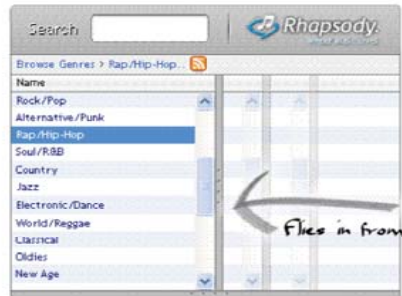 Search
Rhapsody.
Browse Genres > Rap/Hip-Hop..
Name
Rock/Pop
Alternative/Punk
Rap/Hip-Hop
Soul/R&B
Country
Jazz
Electronic/Dance
World/Reggae
Classical
Oldies
New Age
Flies in from